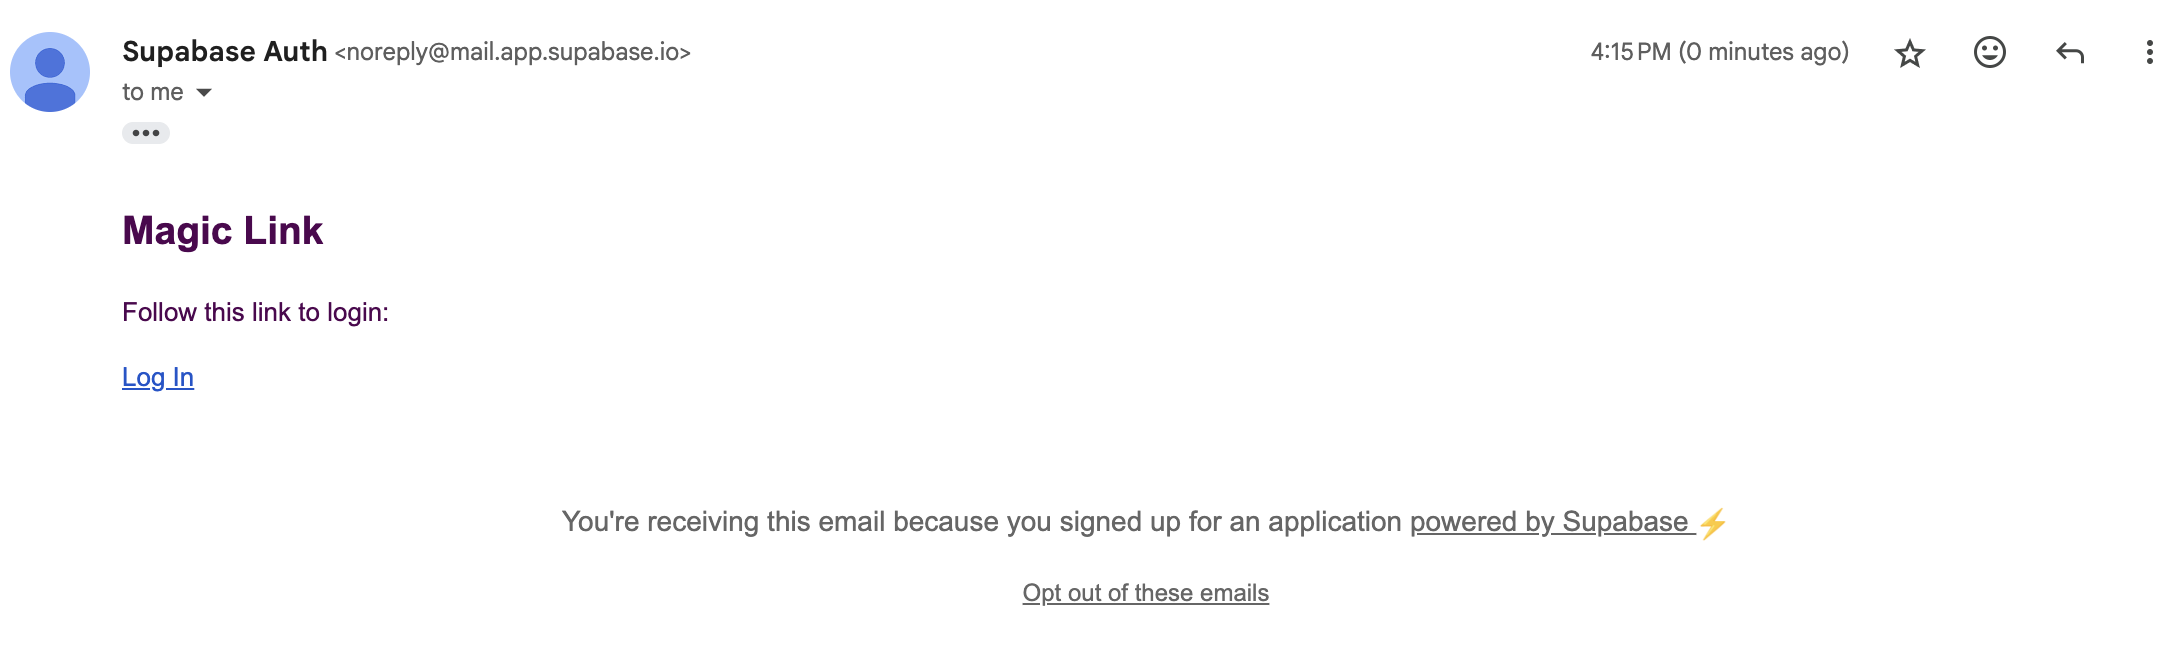 Supabase Auth <noreply@mail.app.supabase.io> 4:15 PM (0 minutes ago)
to me
Magic Link
Follow this link to login:
Log In
You're receiving this email because you signed up for an application powered by Supabase ⚡
Opt out of these emails